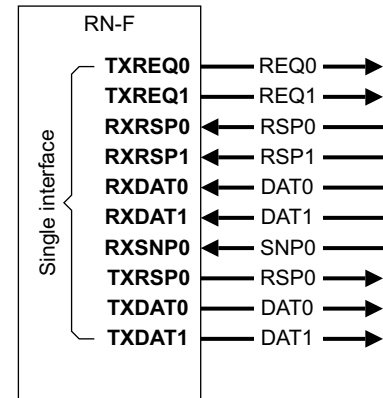 RN-F
Single interface
TXREQ0 REQ0
TXREQ1 REQ1
RXRSP0 RSP0
RXRSP1 RSP1
RXDAT0 DAT0
RXDAT1 DAT1
RXSNP0 SNP0
TXRSP0 RSP0
TXDAT0 DAT0
TXDAT1 DAT1